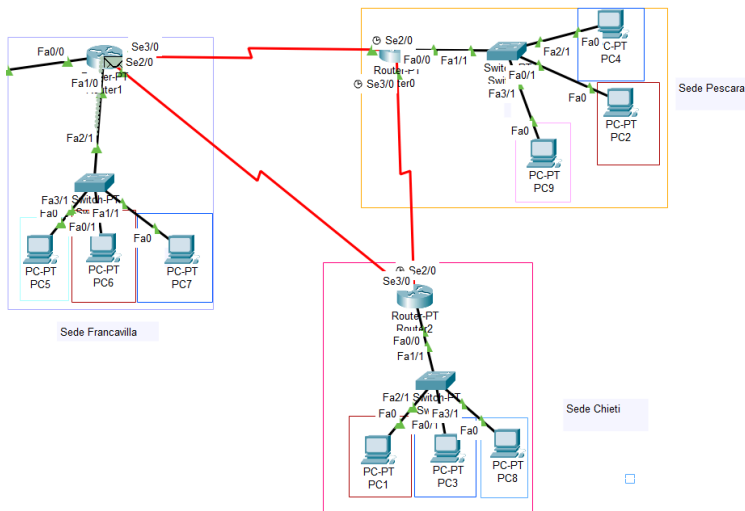 Fa0/0
Se3/0
Se2/0
Fa1/0
Fa2/1
Fa3/1
Fa0
Fa1/1
Fa0/1
Fa0
PC-PT
PC5
PC-PT
PC6
PC-PT
PC7
Sede Francavilla
Se2/0
Fa0/0
Se3/0
Fa1/1
Fa2/1
Fa0
C-PT
PC4
Fa0/1
Fa3/1
Fa0
PC-PT
PC2
Fa0
PC-PT
PC9
Sede Pescara
Se2/0
Se3/0
Router-PT
Router2
Fa0/0
Fa1/1
Fa2/1
Fa3/1
Fa0
Fa0
PC-PT
PC1
PC-PT
PC3
PC-PT
PC8
Sede Chieti